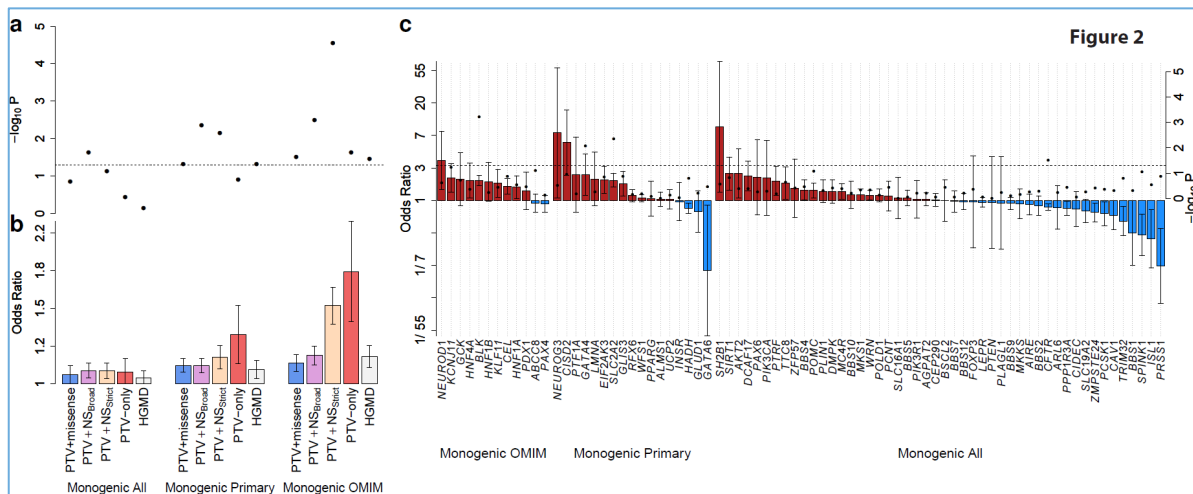 a
c
Figure 2
5
4
3
2
1
0
−log10 P
b
2.2
1.8
1.5
1.2
1
Odds Ratio
PTV+missense
PTV + NSBroad
PTV + NSStrict
PTV−only
HGMD
PTV+missense
PTV + NSBroad
PTV + NSStrict
PTV−only
HGMD
PTV+missense
PTV + NSBroad
PTV + NSStrict
PTV−only
HGMD
Monogenic All
Monogenic Primary
Monogenic OMIM
55
20
7
3
1
1/7
1/55
Odds Ratio
5
4
3
2
1
0
−log10 P
NEUROD1
KCNJ11
GCK
HNF4A
BLK
HNF1B
KLF11
CEL
HNF1A
PDX1
ABCC8
PAX4
NEUROG3
CISD2
PTF1A
GATA4
LMNA
EIF2AK3
SLC2A2
GLIS3
RFX6
WFS1
PPARG
ALMS1
UCP2
INSR
HADH
GLUD1
GATA6
SH2B1
SIRT1
AKT2
DCAF17
PAX6
PIK3CA
PTRF
TTC8
ZFP57
BBS4
POMC
PLIN1
DMPK
MC4R
BBS10
MKS1
WRN
POLD1
PCNT
SLC16A1
BBS5
PIK3R1
AGPAT2
CEP290
BSCL2
BBS2
BBS12
FOXP3
LEP
PTEN
PLAGL1
BBS9
MKKS
AIRE
BBS7
CFTR
ARL6
PPP1R3A
CIDEC
SLC19A2
ZMPSTE24
PCSK1
CAV1
TRIM32
BBS1
SPINK1
ISL1
PRSS1
Monogenic OMIM
Monogenic Primary
Monogenic All